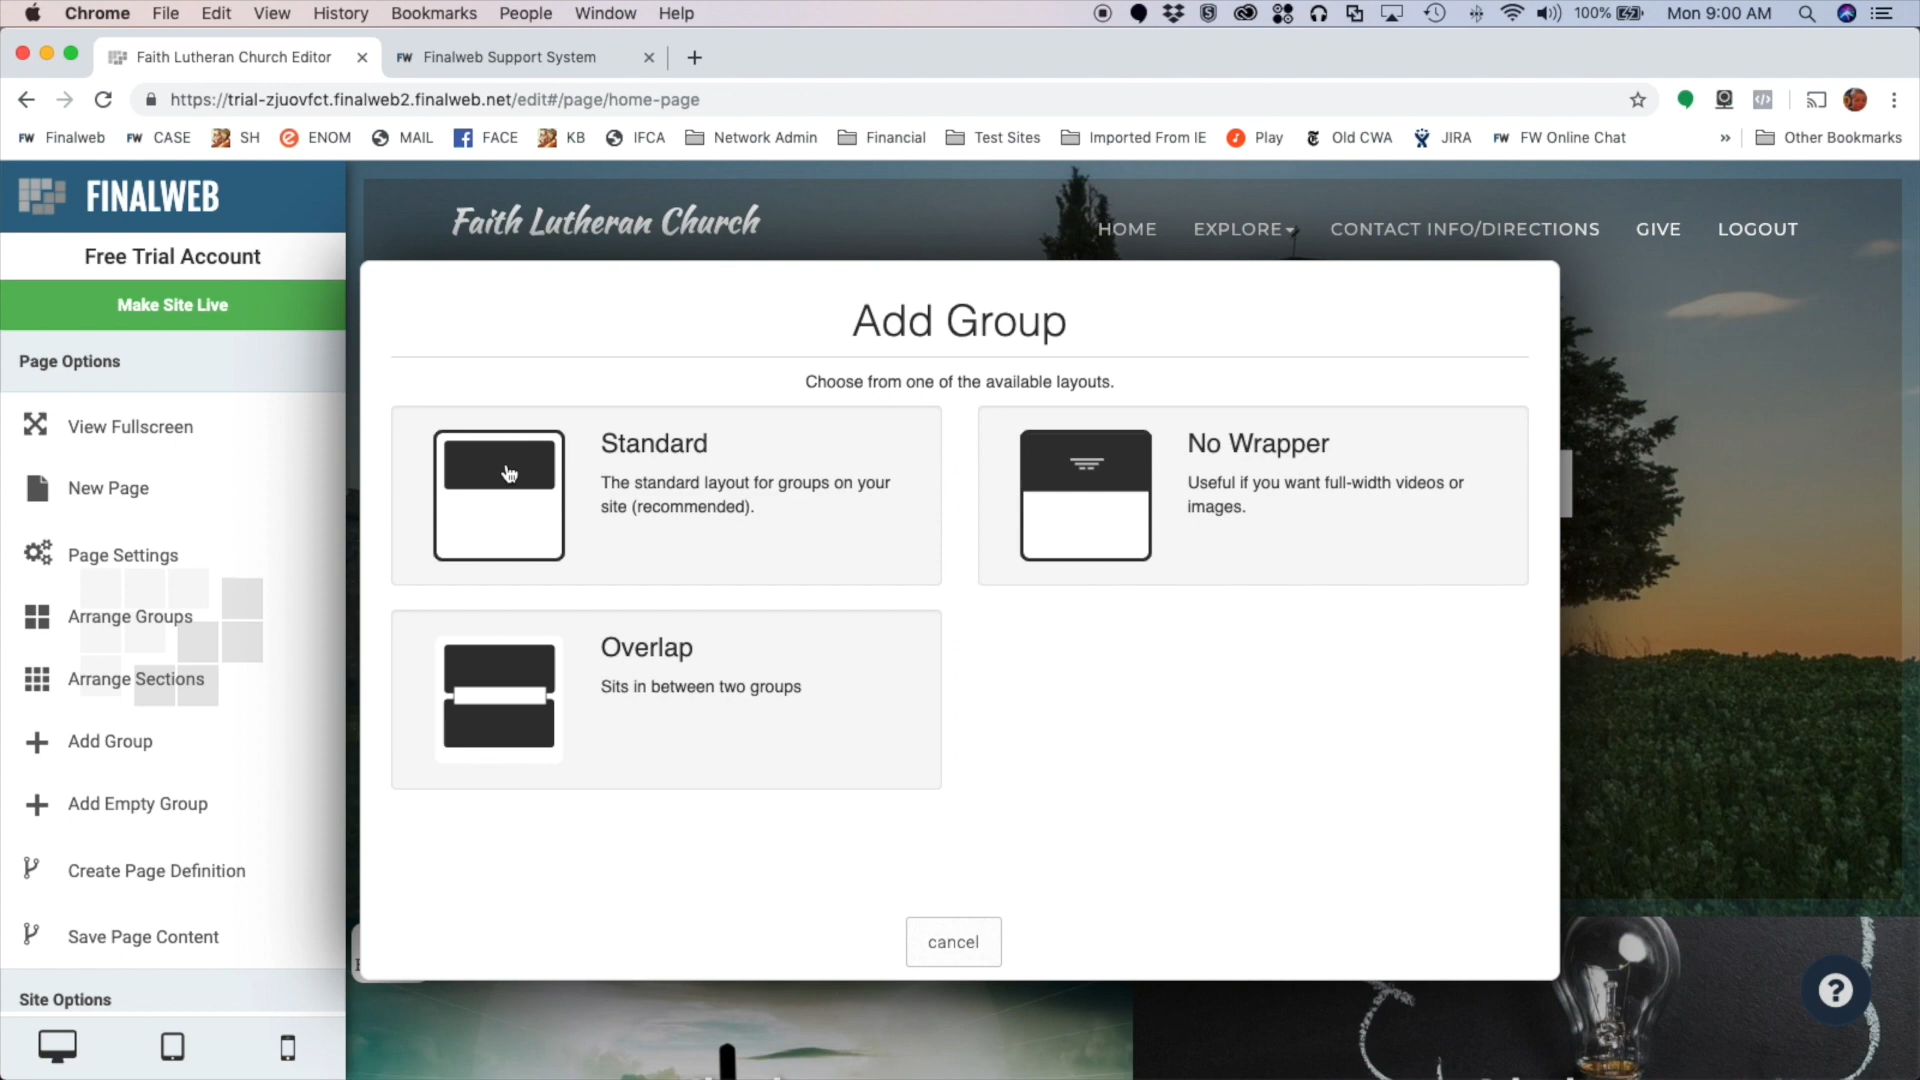 Chrome File Edit View History Bookmarks People Window Help 100% Mon 9:00 AM
Faith Lutheran Church Editor FW Finalweb Support System
https://trial-zjuovfct.finalweb2.finalweb.net/edit#/page/home-page
FW Finalweb FW CASE SH ENOM MAIL FACE KB IFCA Network Admin Financial Test Sites Imported From IE Play Old CWA JIRA FW FW Online Chat » Other Bookmarks
FINALWEB
Free Trial Account
Make Site Live
Page Options
View Fullscreen
New Page
Page Settings
Arrange Groups
Arrange Sections
Add Group
Add Empty Group
Create Page Definition
Save Page Content
Site Options
Faith Lutheran Church
HOME EXPLORE CONTACT INFO/DIRECTIONS GIVE LOGOUT
Add Group
Choose from one of the available layouts.
Standard
The standard layout for groups on your
site (recommended).
No Wrapper
Useful if you want full-width videos or
images.
Overlap
Sits in between two groups
cancel
?